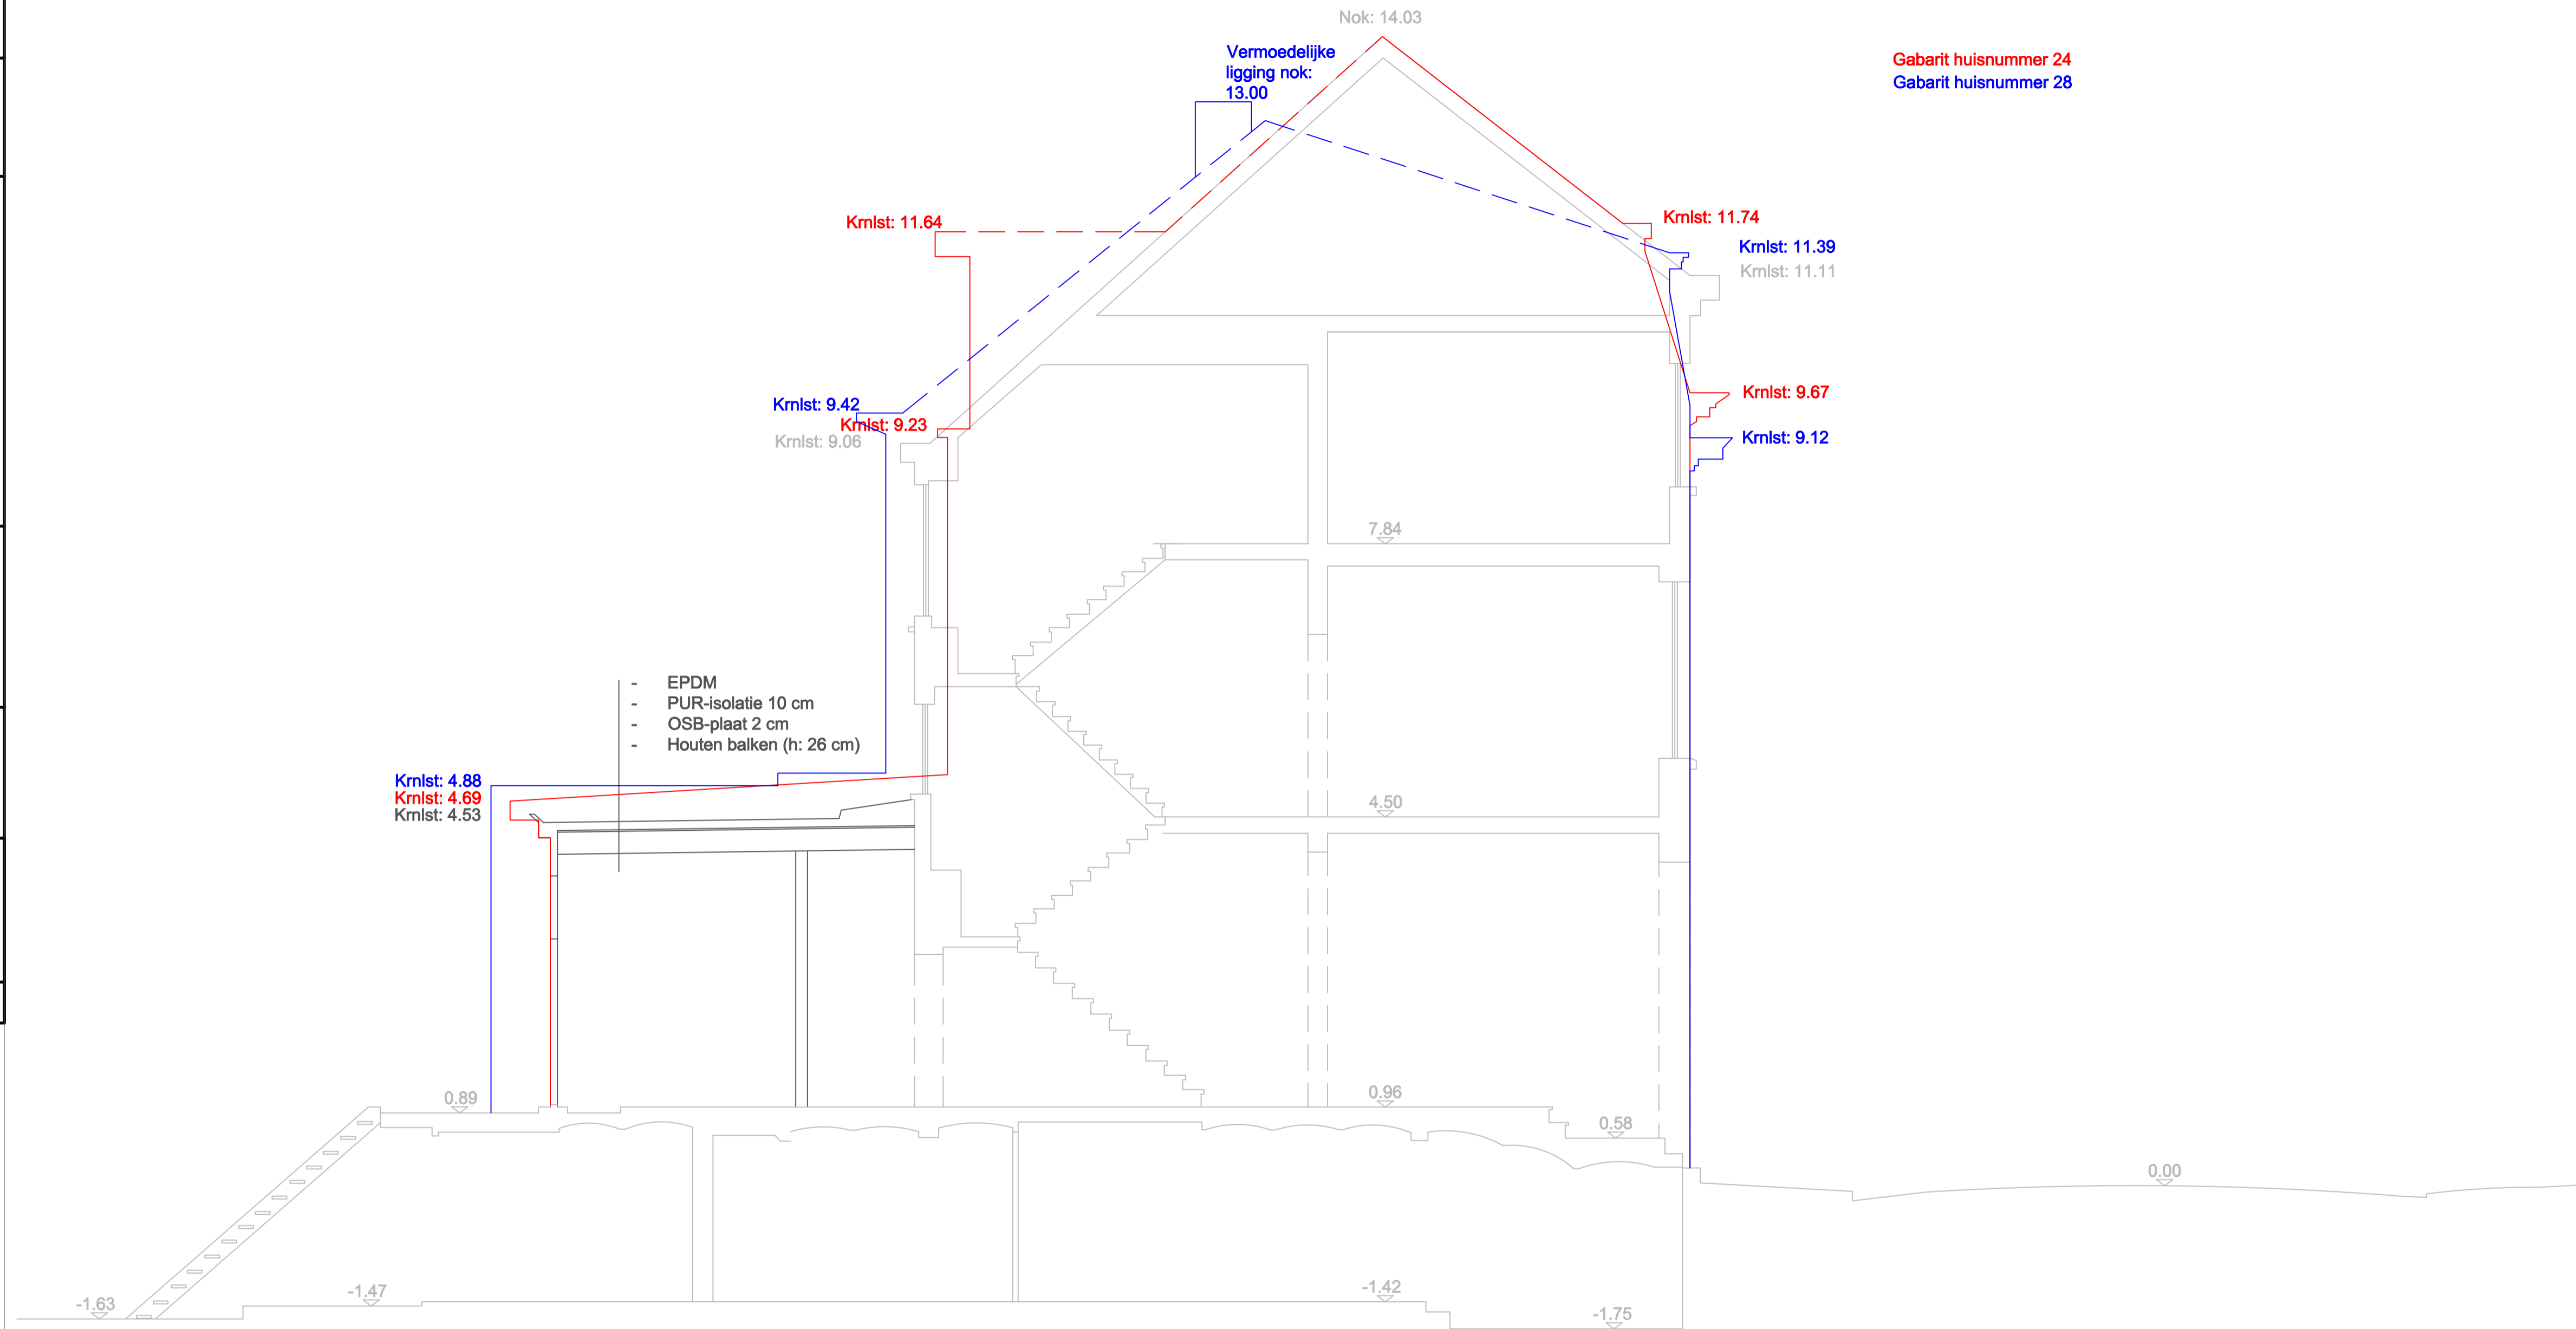 Nok: 14.03
Vermoedelijke
ligging nok:
13.00
Gabarit huisnummer 24
Gabarit huisnummer 28
Krnlst: 11.64
Krnlst: 11.74
Krnlst: 11.39
Krnlst: 11.11
Krnlst: 9.42
Krnlst: 9.23
Krnlst: 9.06
Krnlst: 9.67
Krnlst: 9.12
7.84
- EPDM
- PUR-isolatie 10 cm
- OSB-plaat 2 cm
- Houten balken (h: 26 cm)
Krnlst: 4.88
Krnlst: 4.69
Krnlst: 4.53
4.50
0.89
0.96
0.58
0.00
-1.63
-1.47
-1.42
-1.75